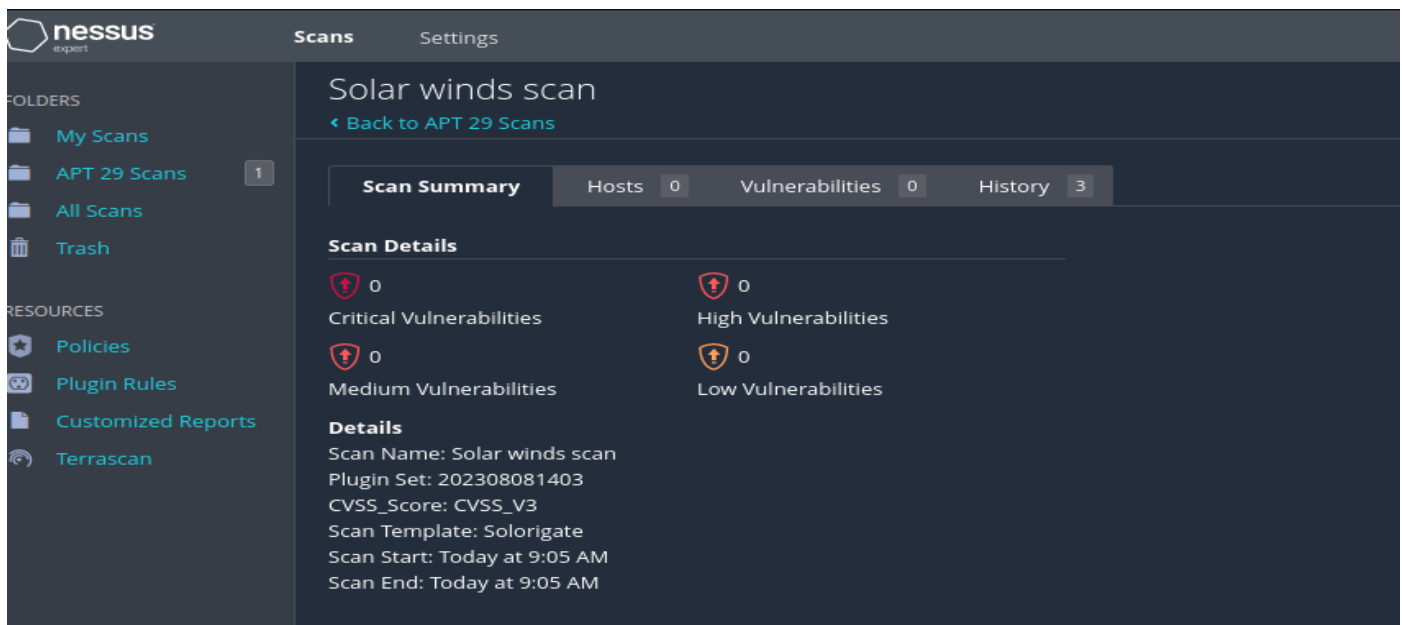 nessus
expert
Scans Settings
FOLDERS
My Scans
APT 29 Scans 1
All Scans
Trash
RESOURCES
Policies
Plugin Rules
Customized Reports
Terrascan
Solar winds scan
Back to APT 29 Scans
Scan Summary Hosts 0 Vulnerabilities 0 History 3
Scan Details
0 0
Critical Vulnerabilities High Vulnerabilities
0 0
Medium Vulnerabilities Low Vulnerabilities
Details
Scan Name: Solar winds scan
Plugin Set: 202308081403
CVSS_Score: CVSS_V3
Scan Template: Solorigate
Scan Start: Today at 9:05 AM
Scan End: Today at 9:05 AM